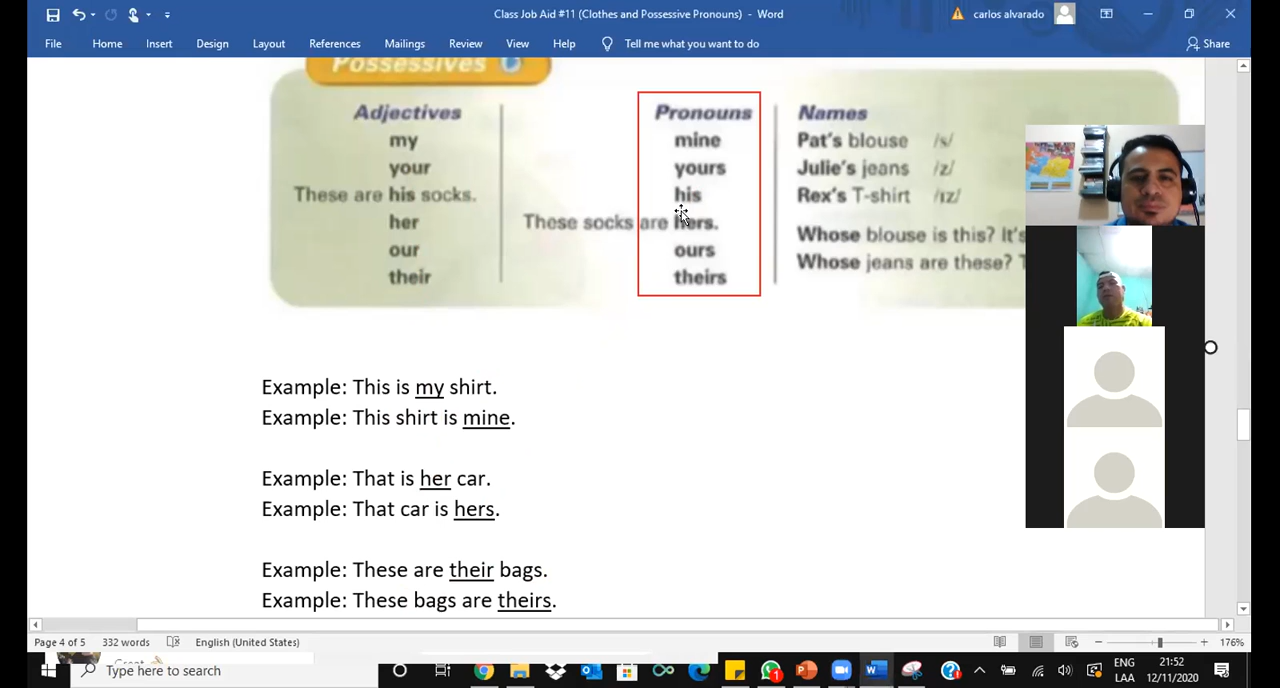 Class Job Aid #11 (Clothes and Possessive Pronouns) - Word
carlos alvarado
File Home Insert Design Layout References Mailings Review View Help Tell me what you want to do Share
Possessives
Adjectives
my
your
These are his socks.
her
our
their
Pronouns
mine
yours
his
These socks are hers.
ours
theirs
Names
Pat's blouse /s/
Julie's jeans /z/
Rex's T-shirt /ɪz/
Whose blouse is this? It's
Whose jeans are these?
Example: This is my shirt.
Example: This shirt is mine.
Example: That is her car.
Example: That car is hers.
Example: These are their bags.
Example: These bags are theirs.
Page 4 of 5 332 words English (United States) 176%
Type here to search
1
ENG
LAA
21:52
12/11/2020